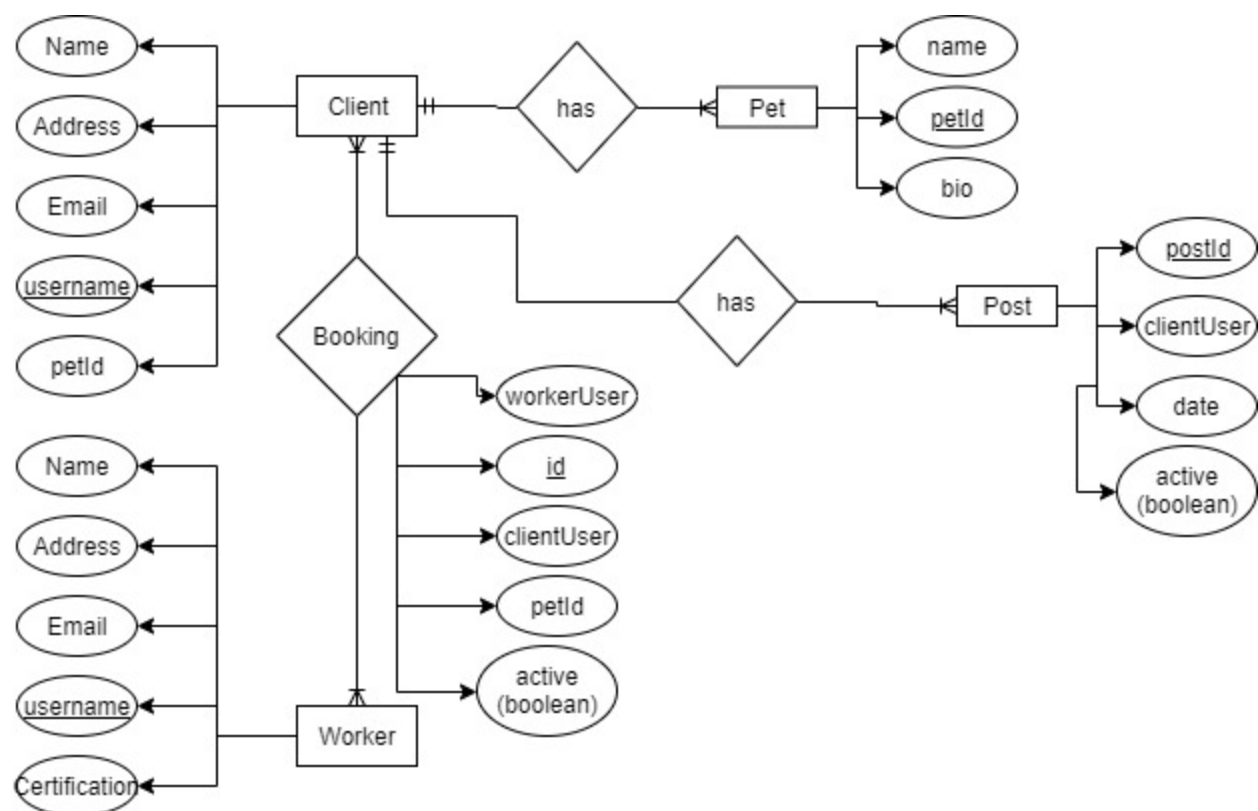 Name
Address
Email
username
petId
Client
has
Pet
name
petId
bio
has
Post
postId
clientUser
date
active
(boolean)
Booking
workerUser
id
clientUser
petId
active
(boolean)
Name
Address
Email
username
Certification
Worker